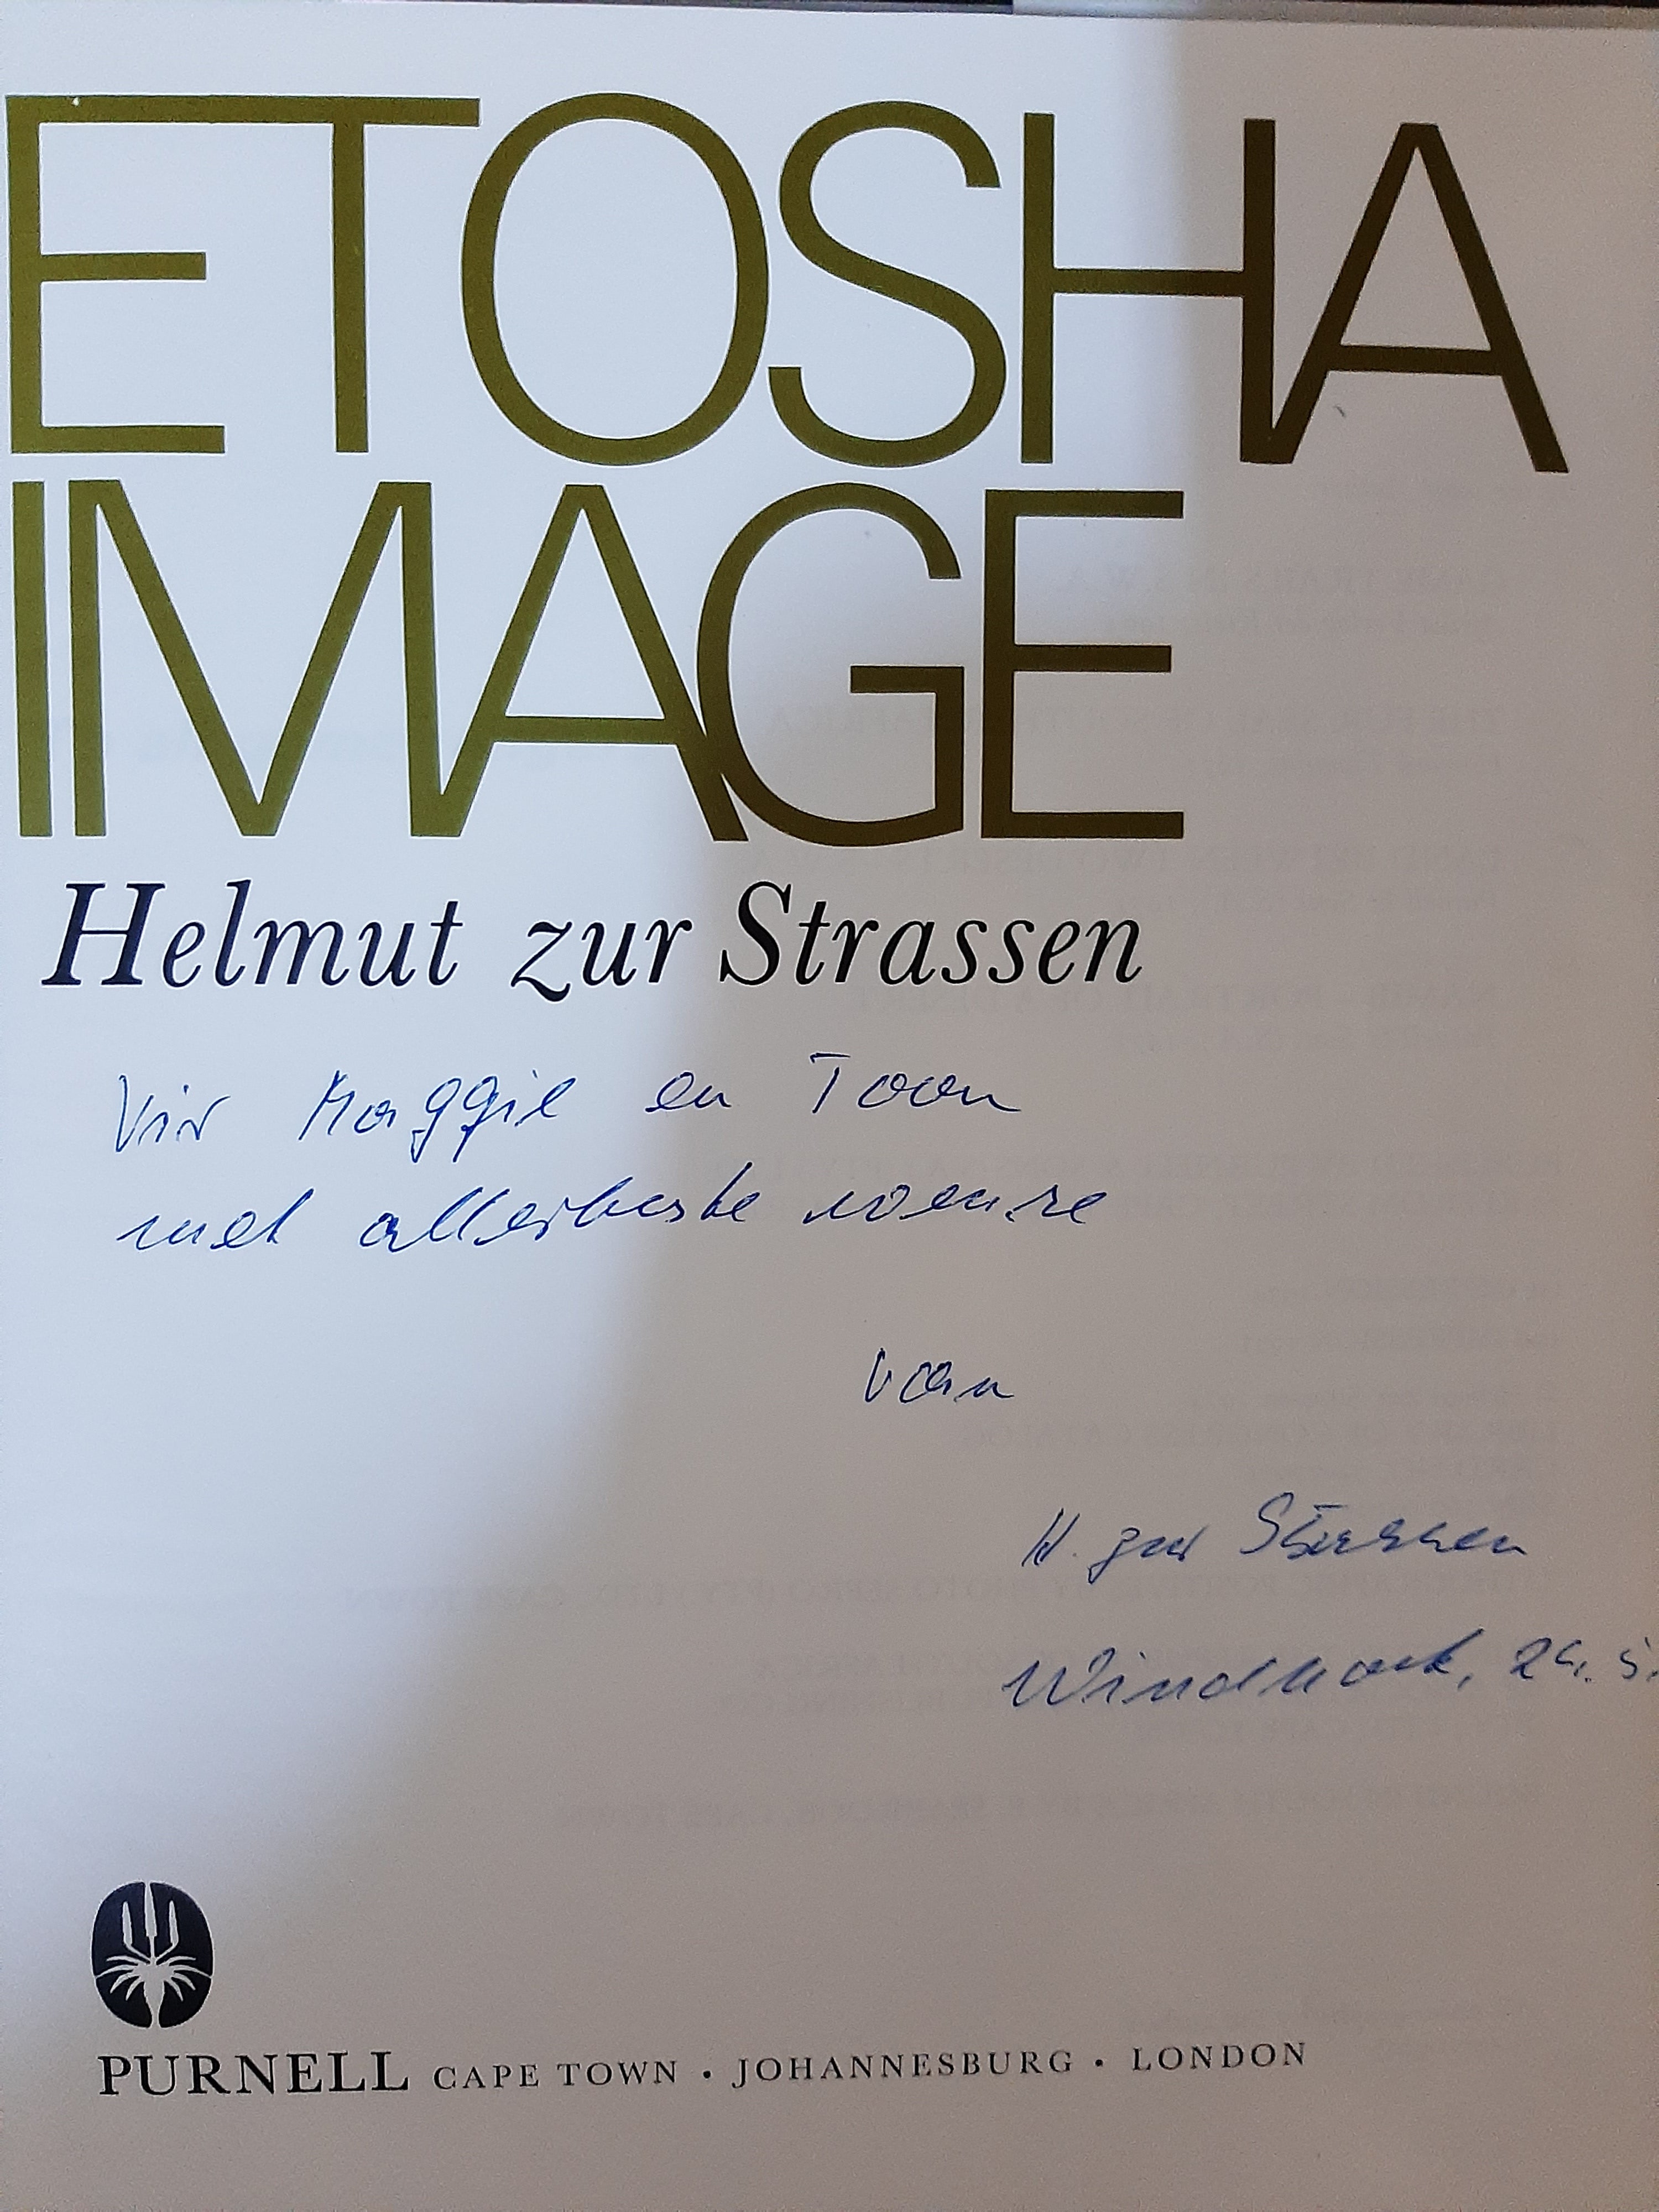 ETOSHA
IMAGE
Helmut zur Strassen
Vir Maggie en Toon
met allerbeste wense
van
H. zur Strassen
Windhoek,
PURNELL CAPE TOWN · JOHANNESBURG · LONDON